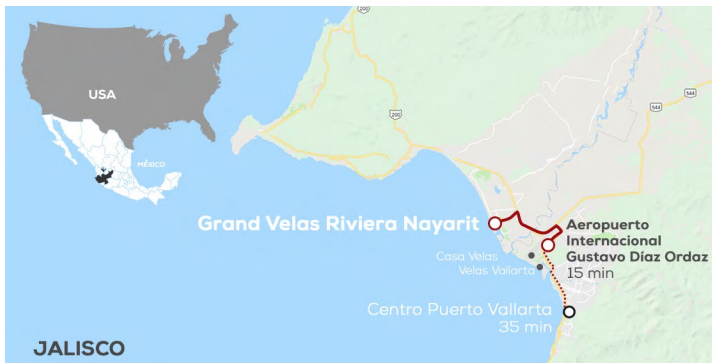 USA
MÉXICO
JALISCO
200
200
544
544
Grand Velas Riviera Nayarit
Aeropuerto
Internacional
Gustavo Díaz Ordaz
15 min
Casa Velas
Velas Vallarta
Centro Puerto Vallarta
35 min